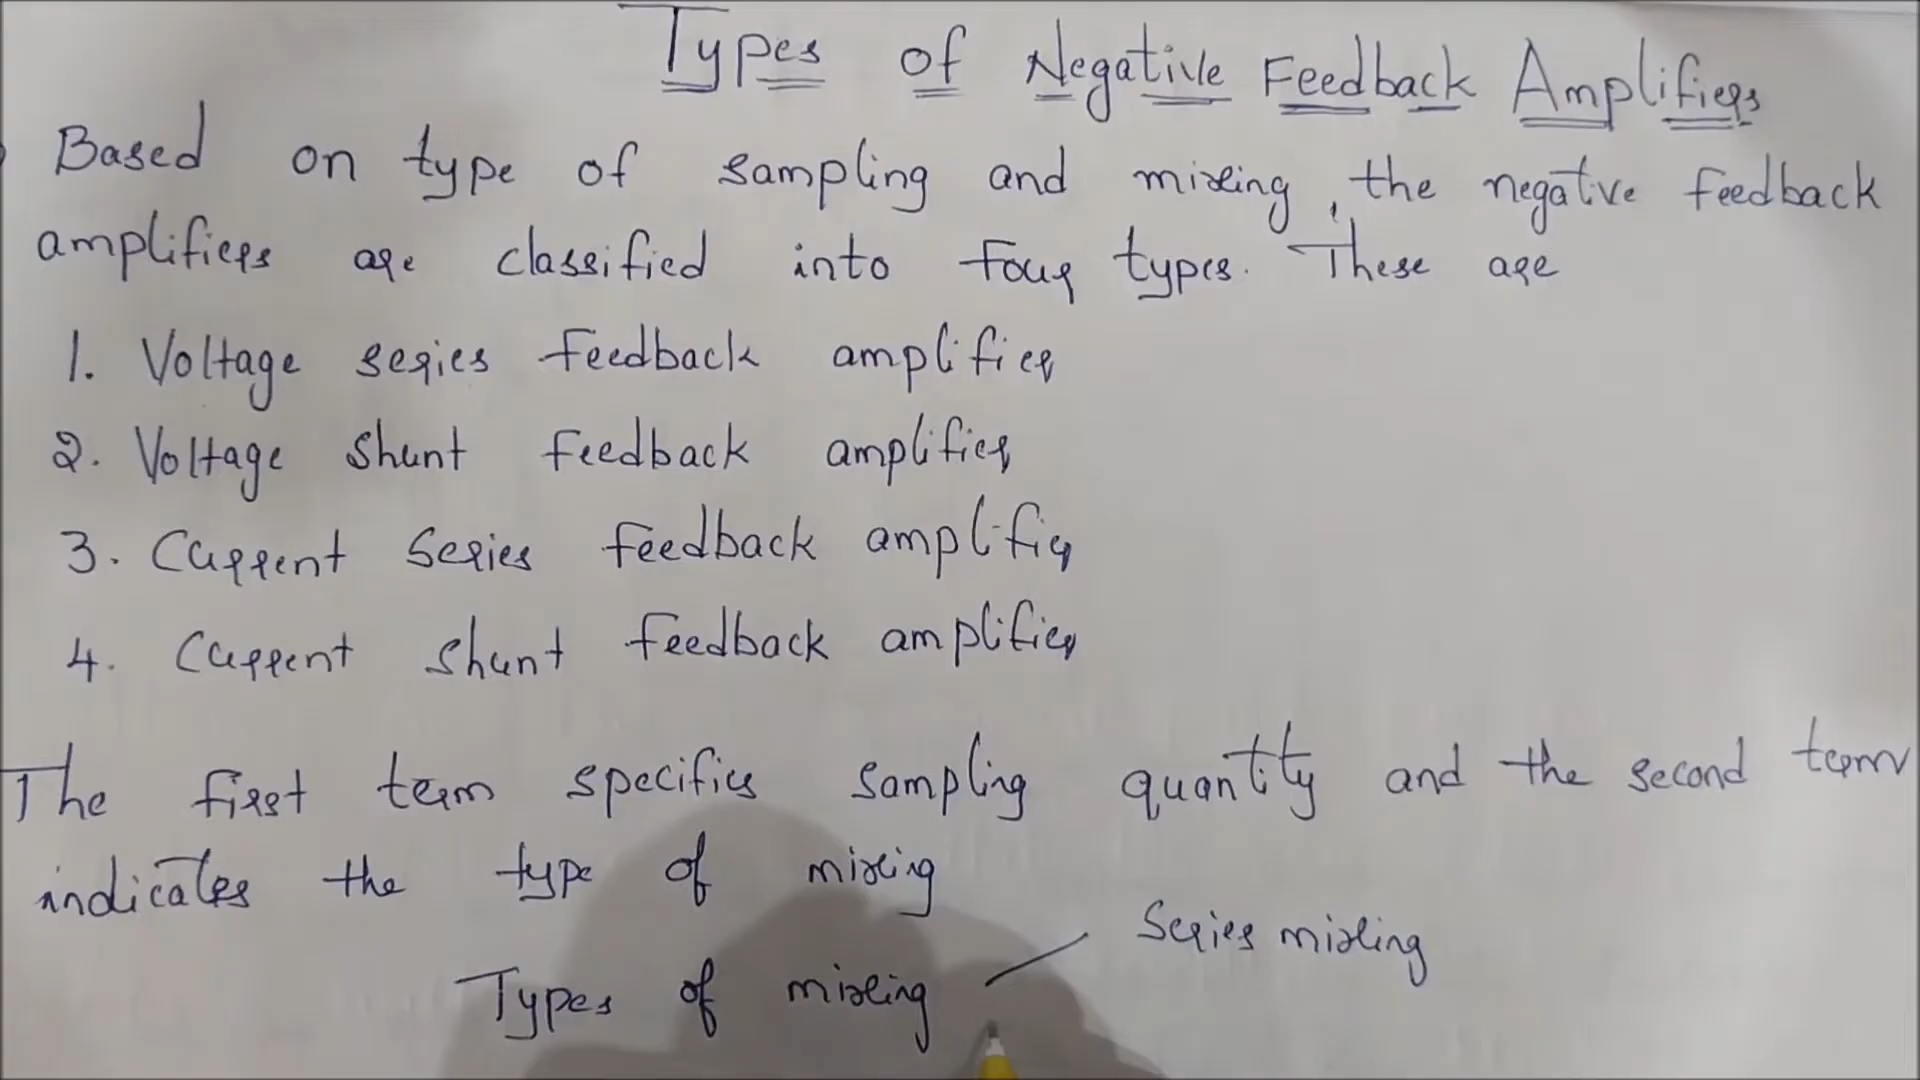 Types of Negative Feedback Amplifiers
Based on type of sampling and mixing, the negative feedback
amplifiers are classified into four types. These are
1. Voltage series feedback amplifier
2. Voltage shunt feedback amplifier
3. Current series feedback amplifier
4. Current shunt feedback amplifier
The first term specifies sampling quantity and the second term
indicates the type of mixing
Series mixing
Types of mixing